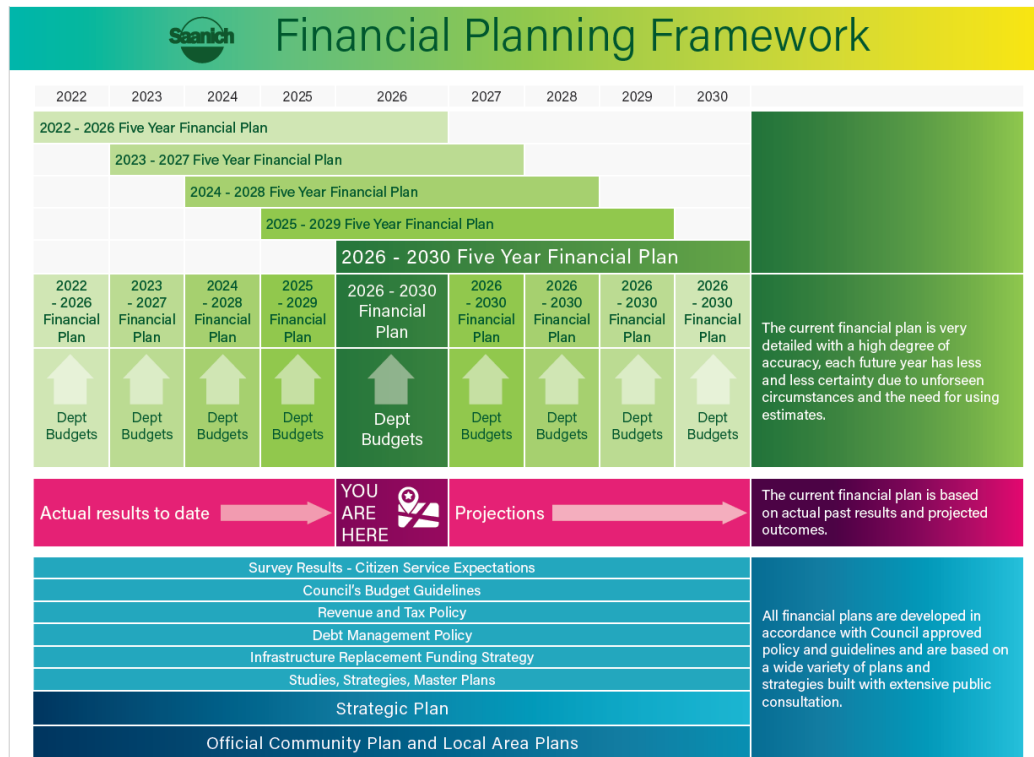 Saanich
Financial Planning Framework
2022 2023 2024 2025 2026 2027 2028 2029 2030
2022 - 2026 Five Year Financial Plan
2023 - 2027 Five Year Financial Plan
2024 - 2028 Five Year Financial Plan
2025 - 2029 Five Year Financial Plan
2026 - 2030 Five Year Financial Plan
2022
- 2026
Financial
Plan
2023
- 2027
Financial
Plan
2024
- 2028
Financial
Plan
2025
- 2029
Financial
Plan
2026 - 2030
Financial
Plan
2026
- 2030
Financial
Plan
2026
- 2030
Financial
Plan
2026
- 2030
Financial
Plan
2026
- 2030
Financial
Plan
Dept
Budgets
Dept
Budgets
Dept
Budgets
Dept
Budgets
Dept
Budgets
Dept
Budgets
Dept
Budgets
Dept
Budgets
Dept
Budgets
The current financial plan is very
detailed with a high degree of
accuracy, each future year has less
and less certainty due to unforseen
circumstances and the need for using
estimates.
Actual results to date
YOU
ARE
HERE
Projections
The current financial plan is based
on actual past results and projected
outcomes.
Survey Results - Citizen Service Expectations
Council's Budget Guidelines
Revenue and Tax Policy
Debt Management Policy
Infrastructure Replacement Funding Strategy
Studies, Strategies, Master Plans
Strategic Plan
Official Community Plan and Local Area Plans
All financial plans are developed in
accordance with Council approved
policy and guidelines and are based on
a wide variety of plans and
strategies built with extensive public
consultation.